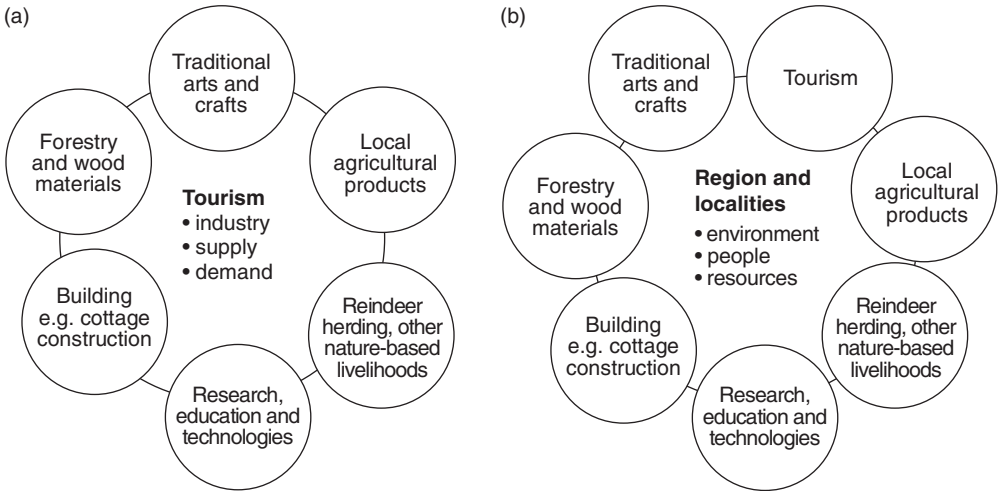 (a)
Traditional
arts and
crafts
Forestry
and wood
materials
Local
agricultural
products
Tourism
• industry
• supply
• demand
Building
e.g. cottage
construction
Reindeer
herding, other
nature-based
livelihoods
Research,
education and
technologies
(b)
Traditional
arts and
crafts
Tourism
Forestry
and wood
materials
Local
agricultural
products
Region and
localities
• environment
• people
• resources
Building
e.g. cottage
construction
Reindeer
herding, other
nature-based
livelihoods
Research,
education and
technologies